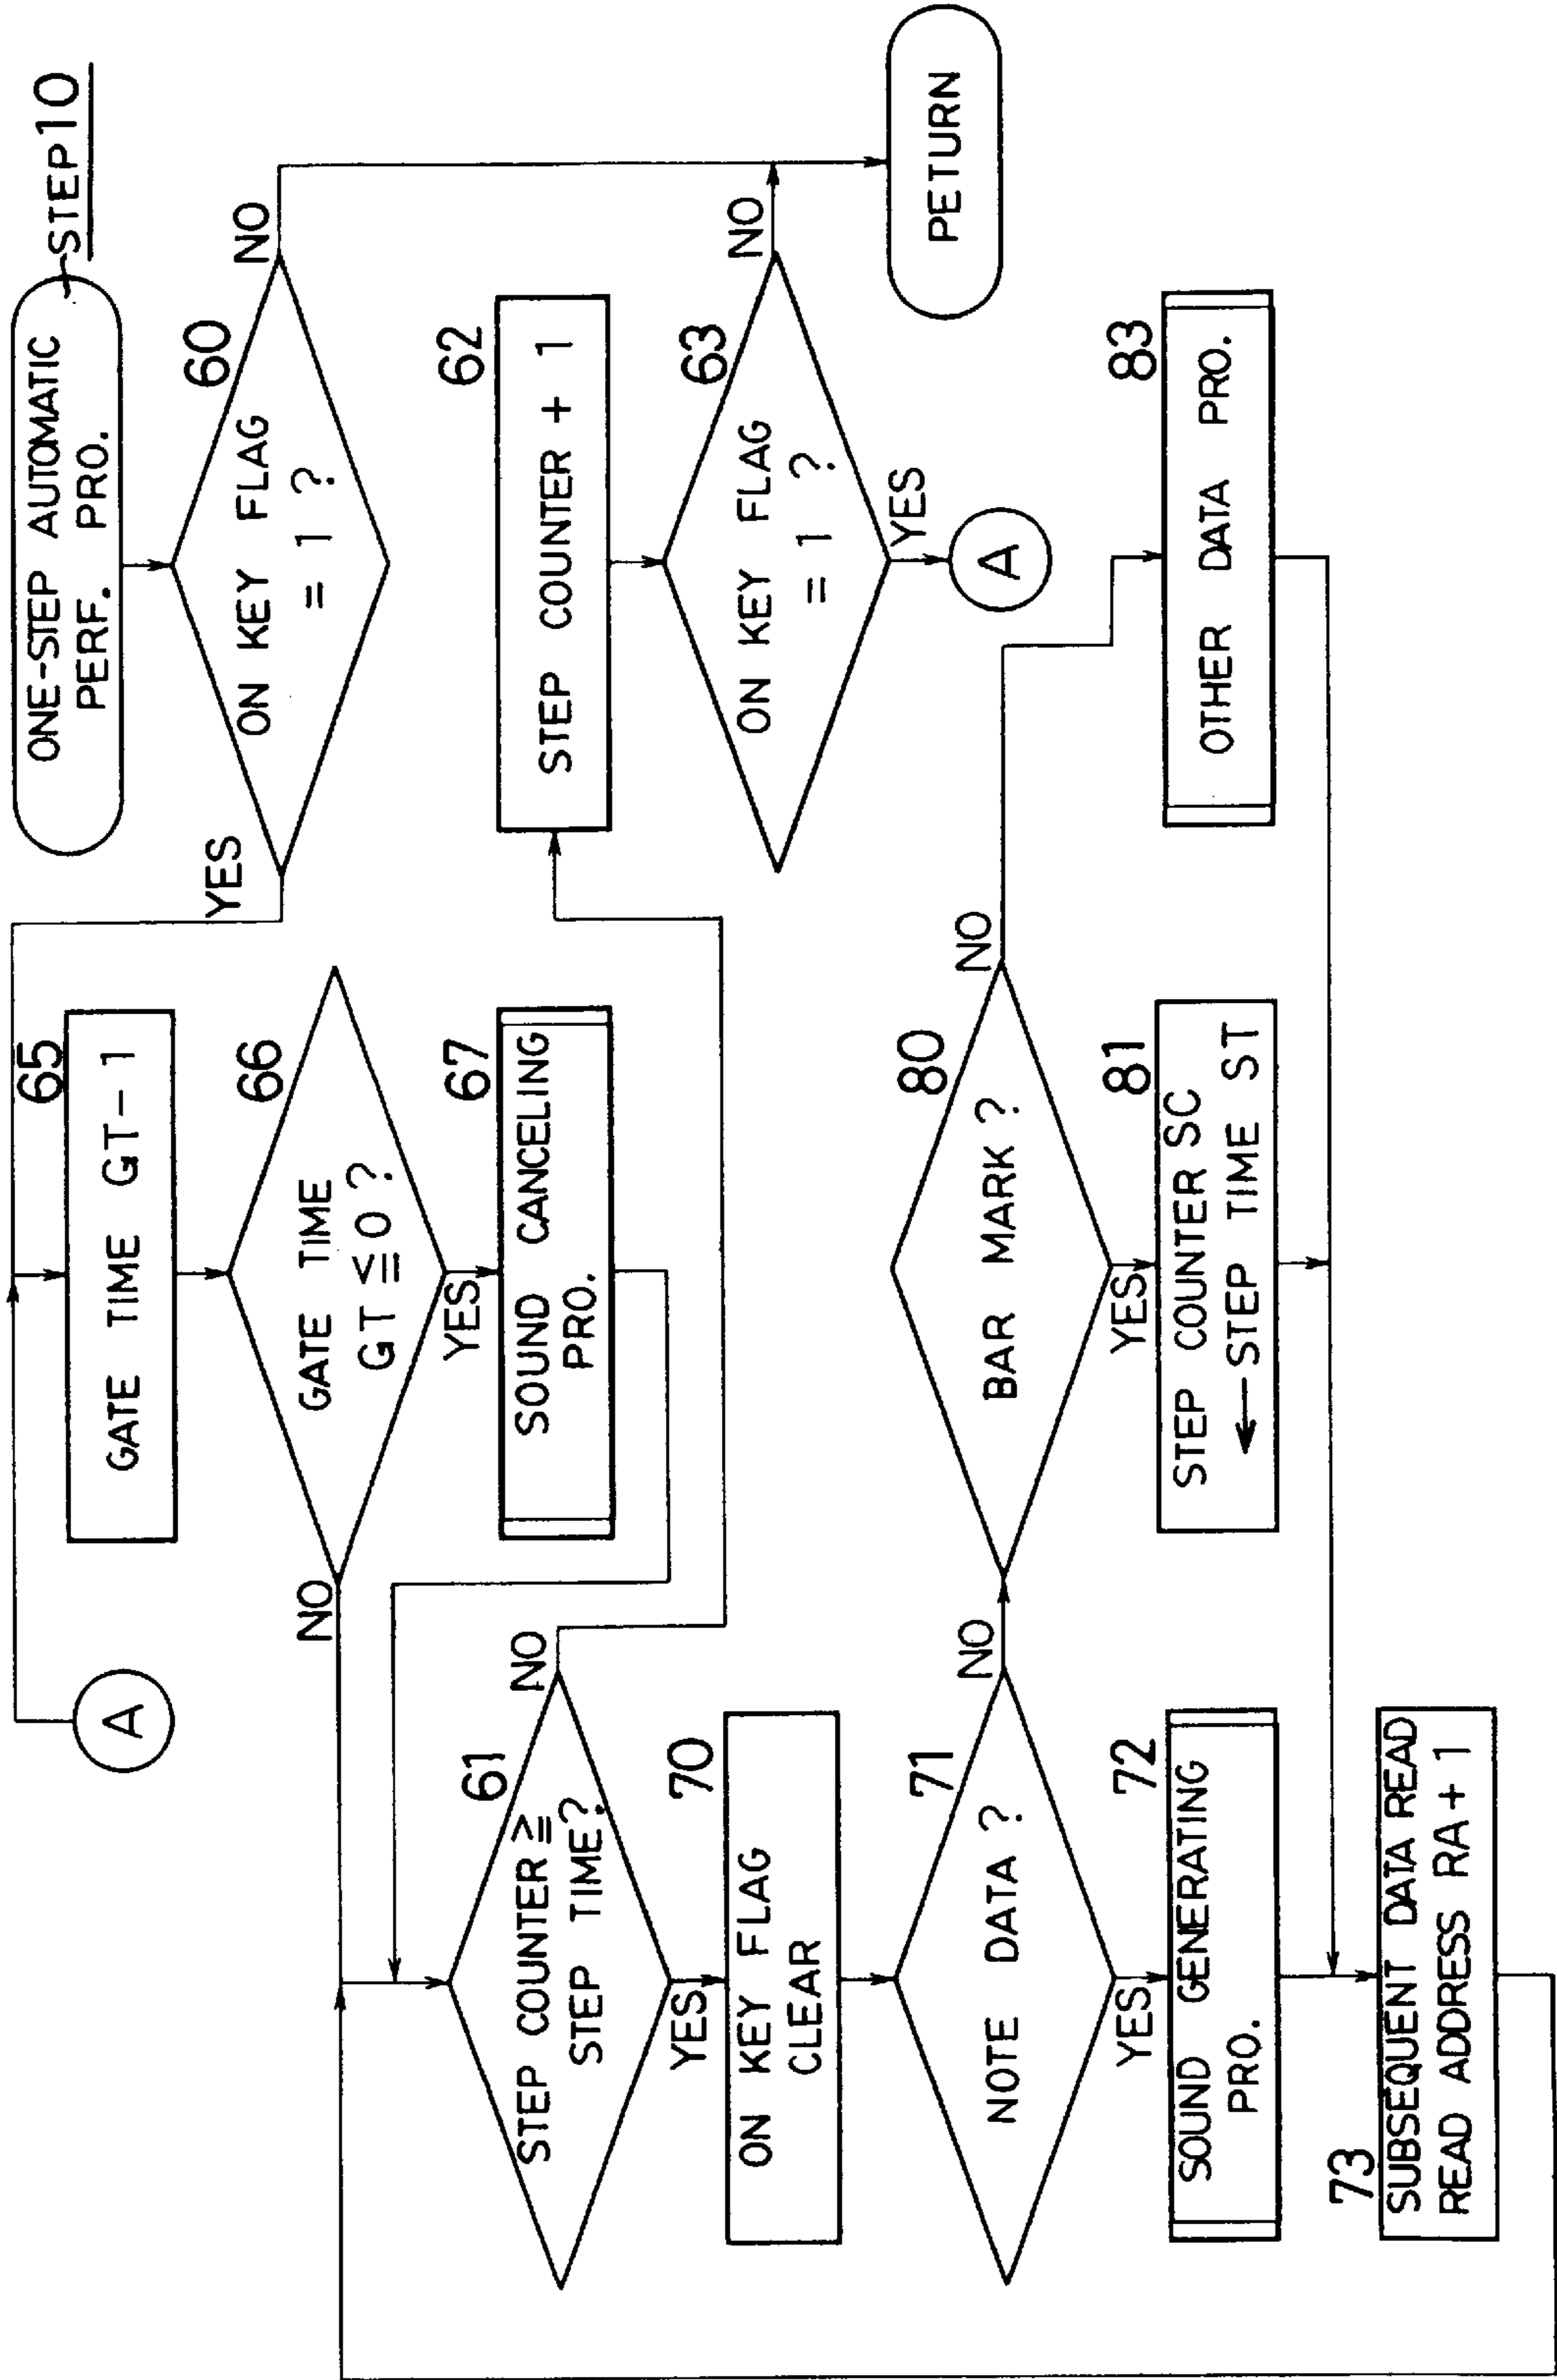 ONE-STEP AUTOMATIC
PERF. PRO.
STEP10
60
ON KEY FLAG
= 1 ?
YES
NO
62
STEP COUNTER + 1
63
ON KEY FLAG
= 1 ?
NO
YES
A
PETURN
A
65
GATE TIME GT-1
66
GATE TIME
GT ≦ 0 ?
NO
YES
67
SOUND CANCELING
PRO.
61
STEP COUNTER ≧
STEP TIME?
NO
YES
70
ON KEY FLAG
CLEAR
71
NOTE DATA ?
NO
YES
72
SOUND GENERATING
PRO.
73
SUBSEQUENT DATA READ
READ ADDRESS RA + 1
80
BAR MARK ?
NO
YES
81
STEP COUNTER SC
← STEP TIME ST
83
OTHER DATA PRO.